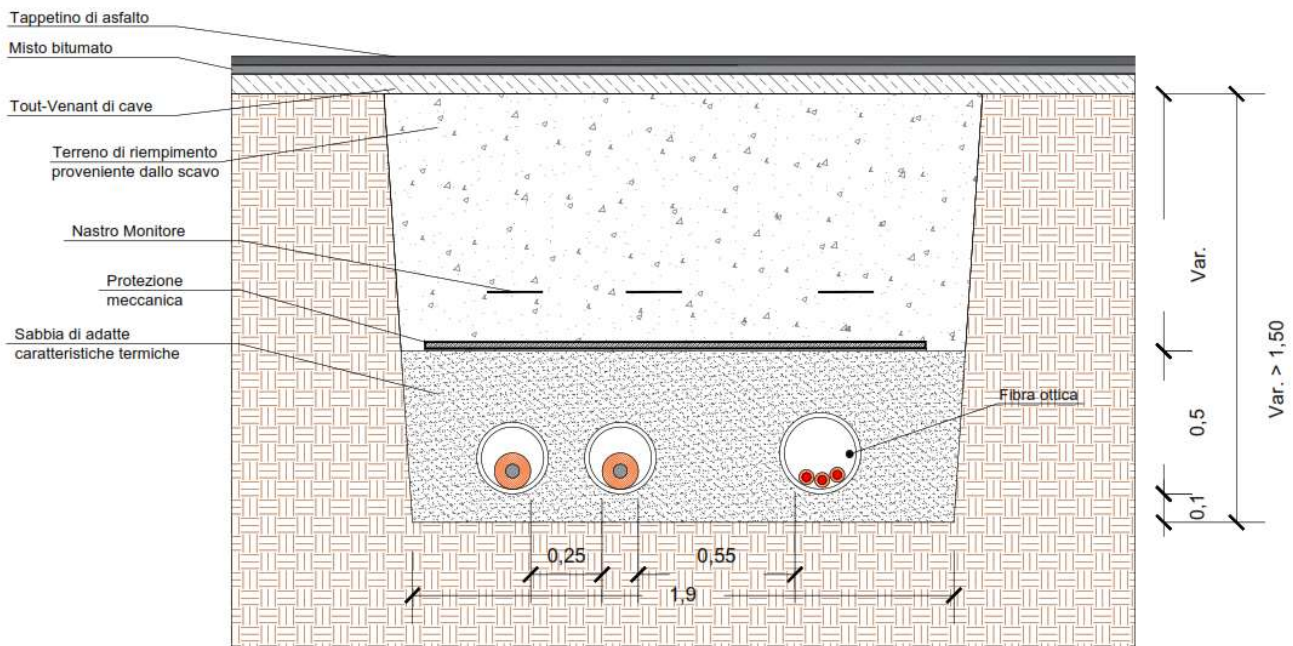 Tappetino di asfalto
Misto bitumato
Tout-Venant di cave
Terreno di riempimento
proveniente dallo scavo
Nastro Monitore
Protezione
meccanica
Sabbia di adatte
caratteristiche termiche
Fibra ottica
Var.
0,5
0,1
Var. > 1,50
0,25
0,55
1,9